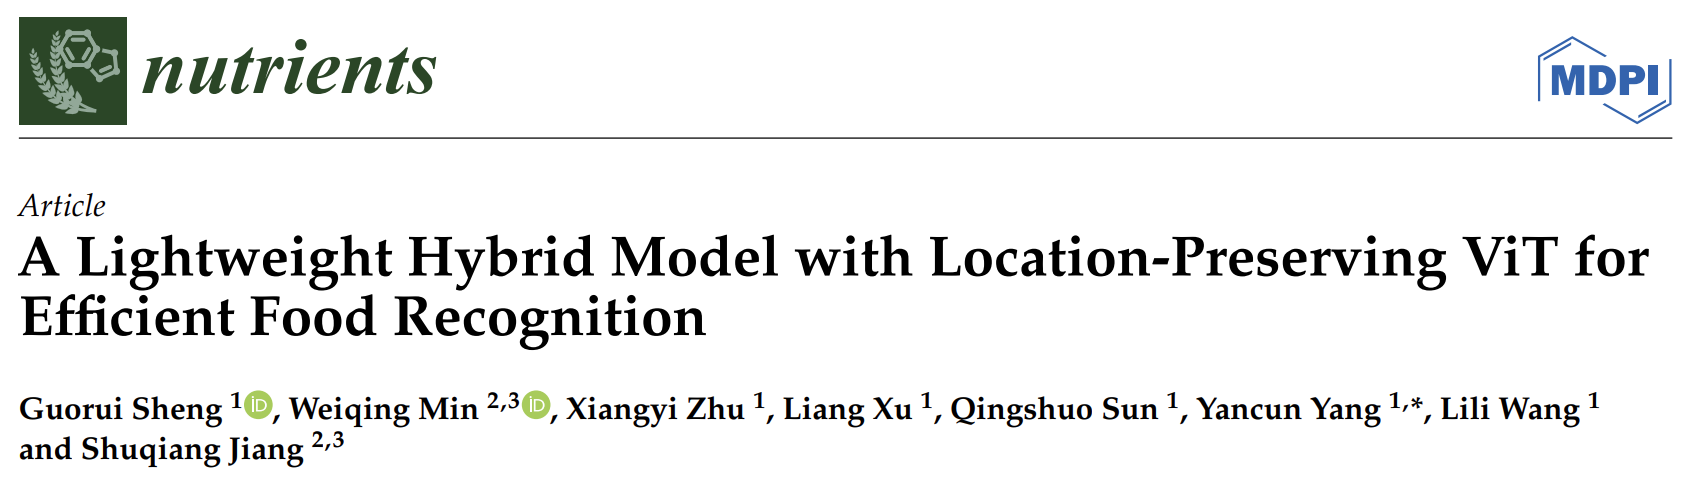 nutrients
MDPI
Article
A Lightweight Hybrid Model with Location-Preserving ViT for
Efficient Food Recognition
Guorui Sheng 1 iD, Weiqing Min 2,3 iD, Xiangyi Zhu 1, Liang Xu 1, Qingshuo Sun 1, Yancun Yang 1,*, Lili Wang 1
and Shuqiang Jiang 2,3